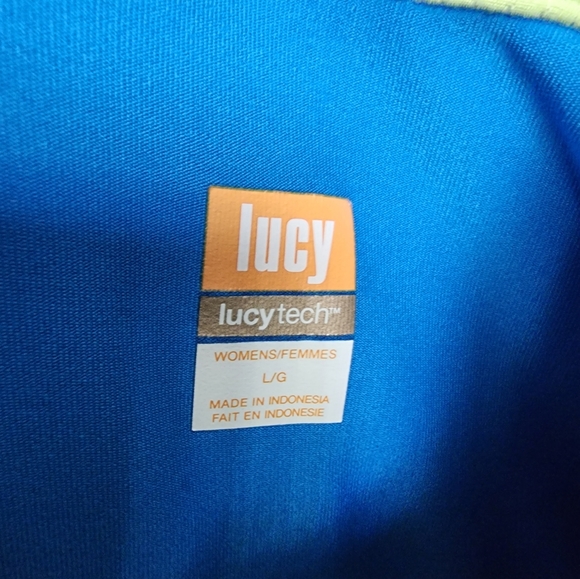 lucy
lucytech™
WOMENS/FEMMES
L/G
MADE IN INDONESIA
FAIT EN INDONESIE